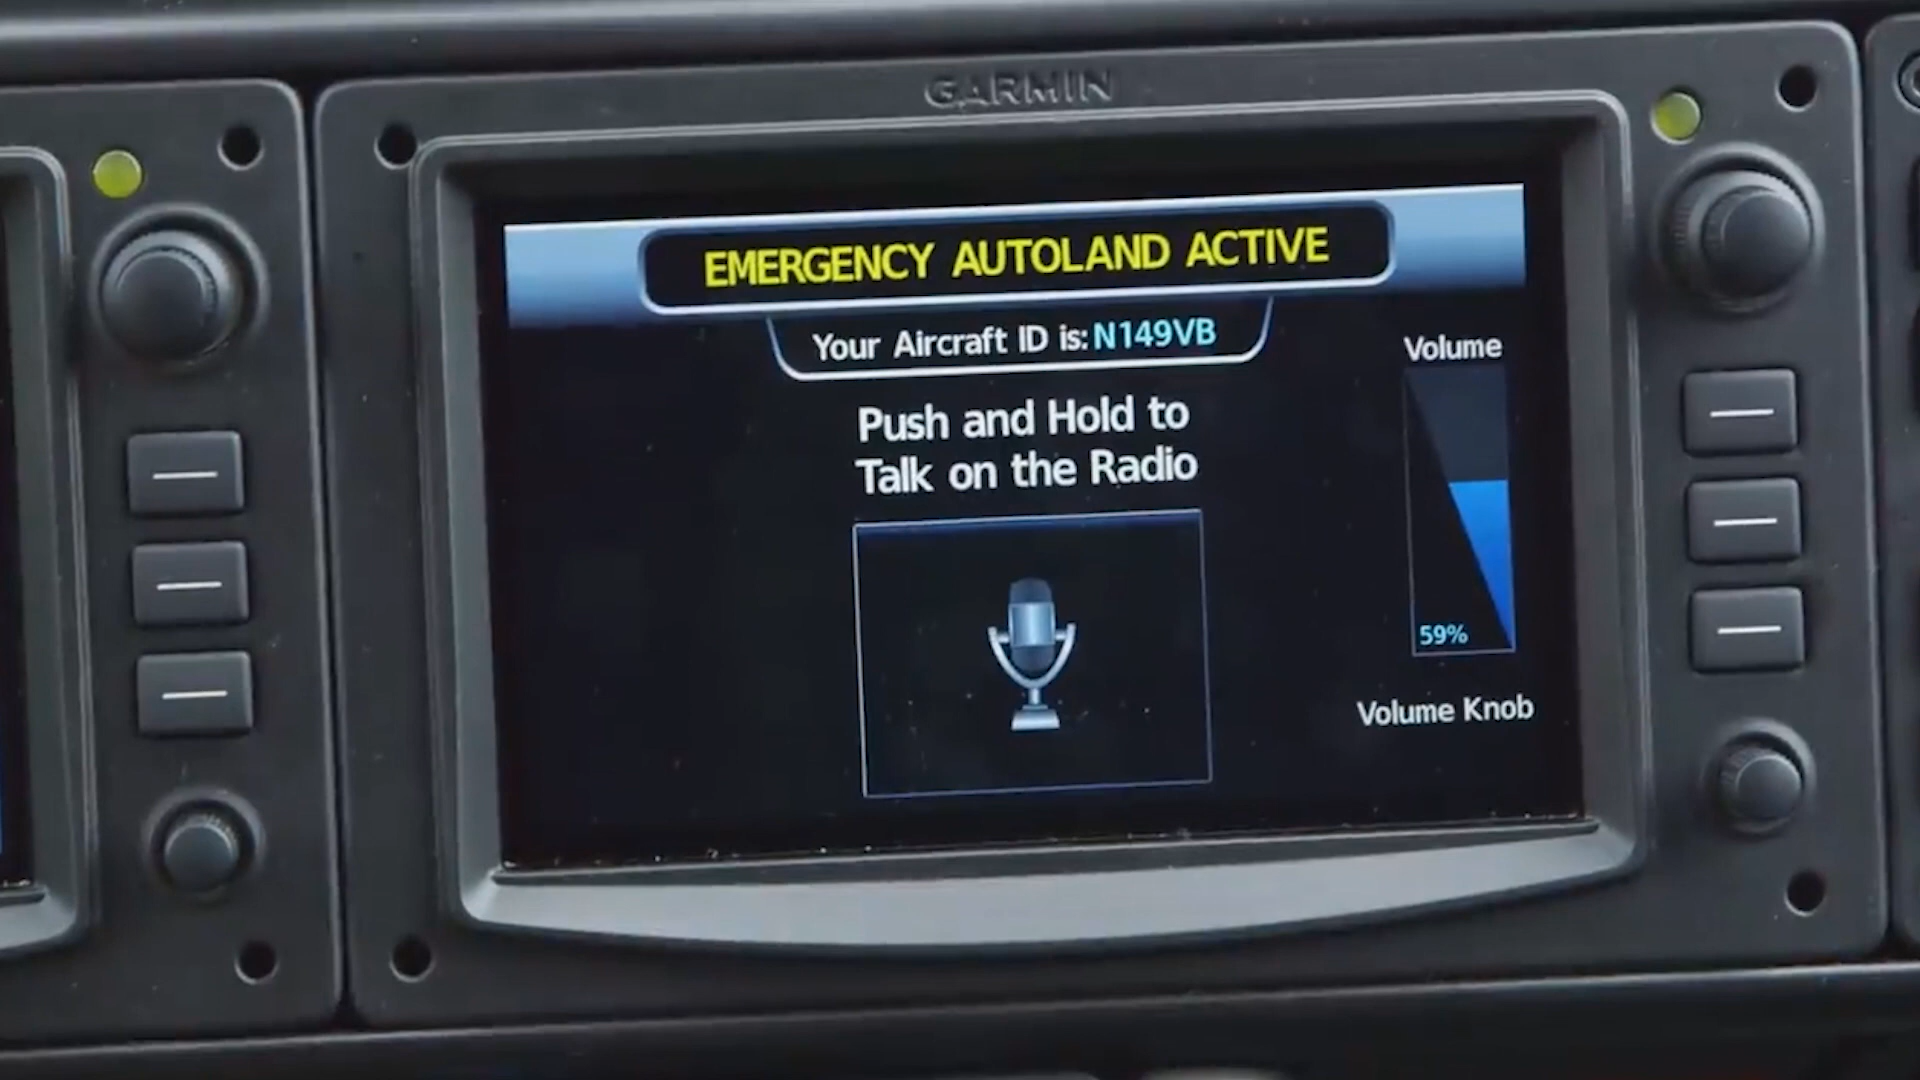 GARMIN
EMERGENCY AUTOLAND ACTIVE
Your Aircraft ID is: N149VB
Push and Hold to
Talk on the Radio
Volume
59%
Volume Knob